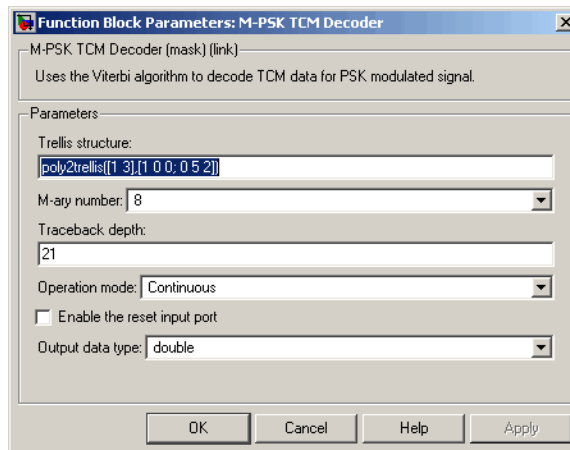 Function Block Parameters: M-PSK TCM Decoder
M-PSK TCM Decoder (mask) (link)
Uses the Viterbi algorithm to decode TCM data for PSK modulated signal.
Parameters
Trellis structure:
poly2trellis([1 3],[1 0 0; 0 5 2])
M-ary number: 8
Traceback depth:
21
Operation mode: Continuous
Enable the reset input port
Output data type: double
OK Cancel Help Apply